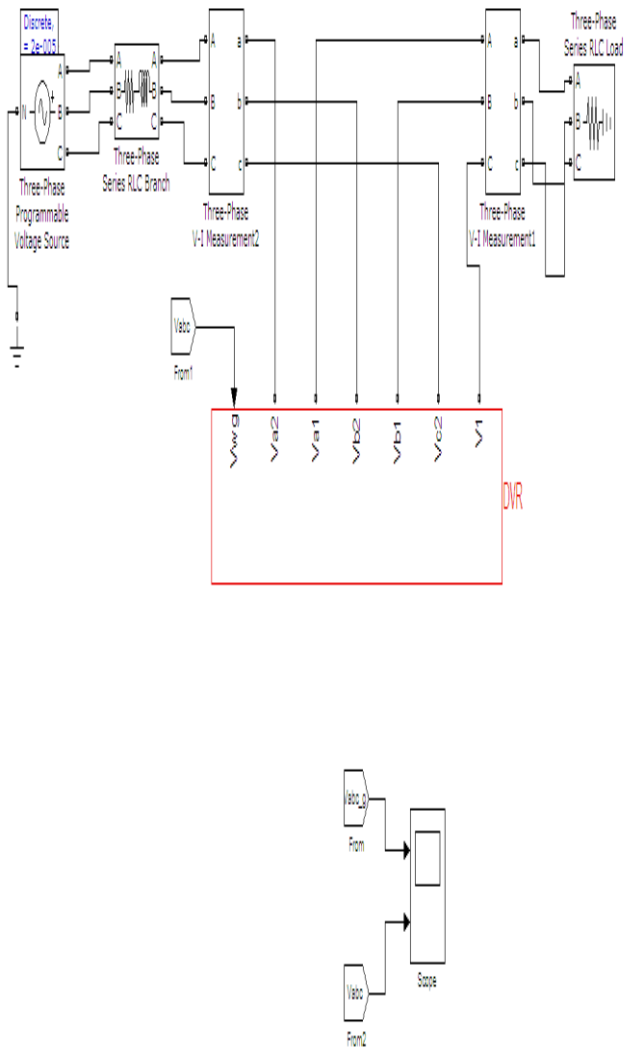 Discrete,
= 2e-005
N
A
B
C
+
Three-Phase
Programmable
Voltage Source
A
B
C
A
B
C
Three-Phase
Series RLC Branch
A
B
C
a
b
c
Three-Phase
V-I Measurement2
A
B
C
a
b
c
Three-Phase
V-I Measurement1
Three-Phase
Series RLC Load
A
B
C
Vabc
From1
Vwg
Va2
Va1
Vb2
Vb1
Vc2
V1
DVR
Vabc_g
From
Scope
Vabc
From2